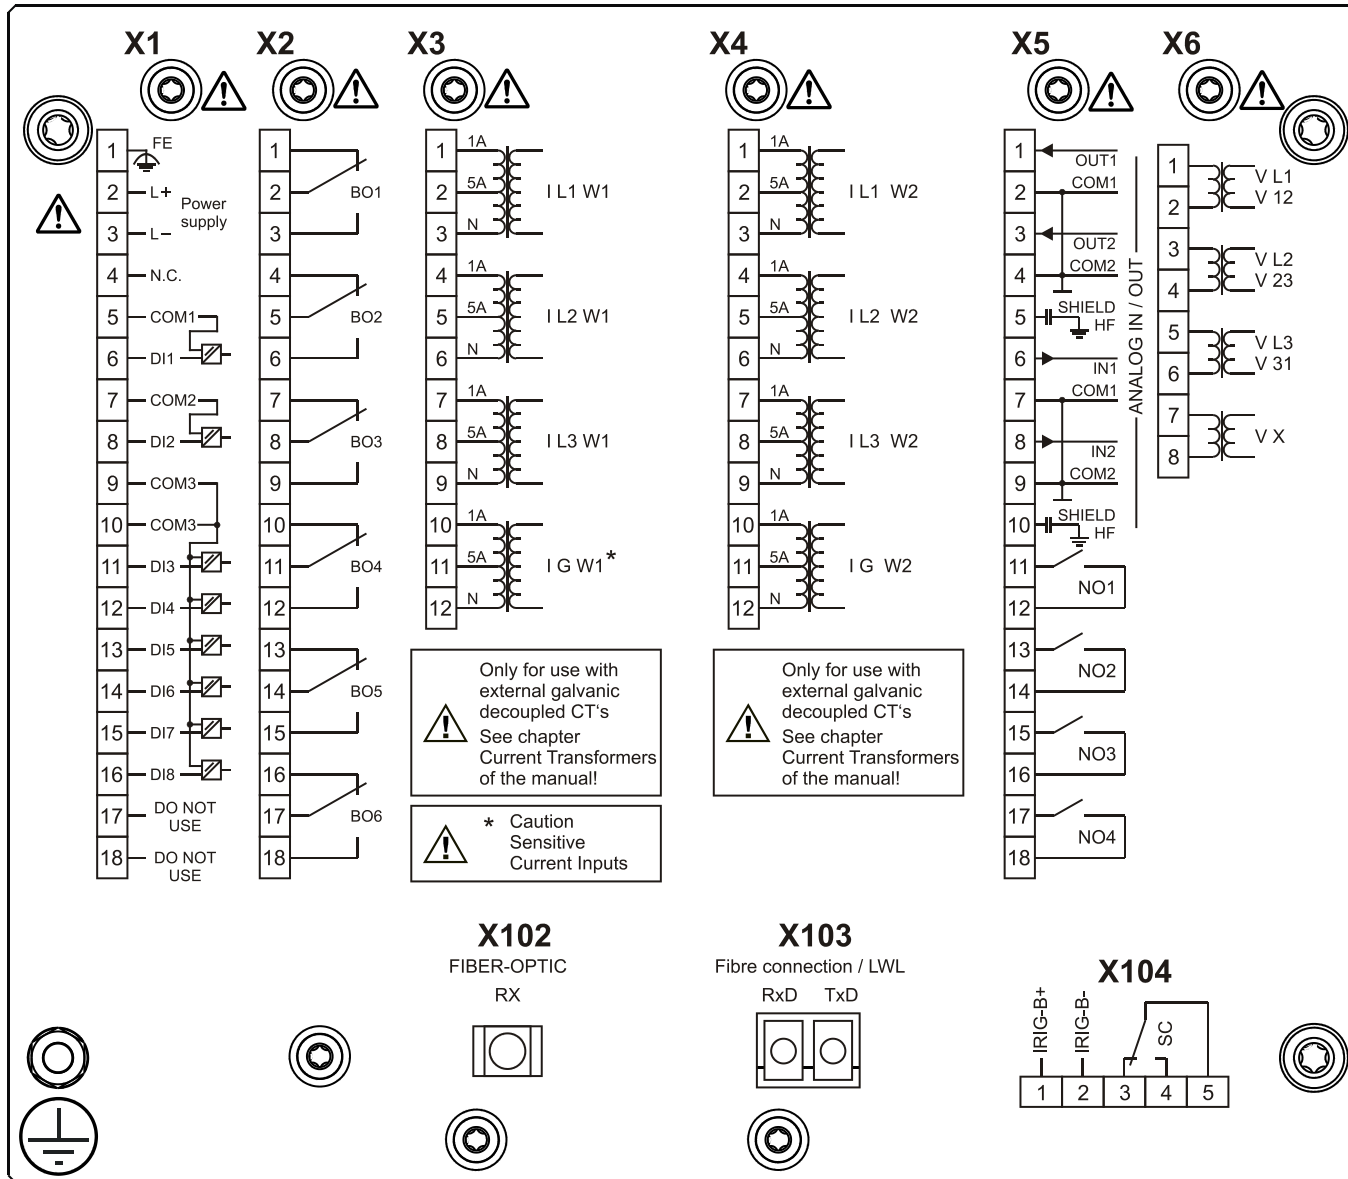 X1
X2
X3
X4
X5
X6
1 FE
2 L+
Power
supply
3 L−
4 N.C.
5 COM1
6 DI1
7 COM2
8 DI2
9 COM3
10 COM3
11 DI3
12 DI4
13 DI5
14 DI6
15 DI7
16 DI8
17 DO NOT
USE
18 DO NOT
USE
1
2 BO1
3
4
5 BO2
6
7
8 BO3
9
10
11 BO4
12
13
14 BO5
15
16
17 BO6
18
1 1A
2 5A I L1 W1
3 N
4 1A
5 5A I L2 W1
6 N
7 1A
8 5A I L3 W1
9 N
10 1A
11 5A I G W1*
12 N
Only for use with
external galvanic
decoupled CT‘s
See chapter
Current Transformers
of the manual!
* Caution
Sensitive
Current Inputs
1 1A
2 5A I L1 W2
3 N
4 1A
5 5A I L2 W2
6 N
7 1A
8 5A I L3 W2
9 N
10 1A
11 5A I G W2
12 N
Only for use with
external galvanic
decoupled CT‘s
See chapter
Current Transformers
of the manual!
1 OUT1
2 COM1
3 OUT2
4 COM2
5 SHIELD
HF
6 IN1
7 COM1
8 IN2
9 COM2
10 SHIELD
HF
ANALOG IN / OUT
11
NO1
12
13
NO2
14
15
NO3
16
17
NO4
18
1 V L1
2 V 12
3 V L2
4 V 23
5 V L3
6 V 31
7 V X
8
X102
FIBER-OPTIC
RX
X103
Fibre connection / LWL
RxD TxD
X104
IRIG-B+
IRIG-B-
SC
1 2 3 4 5